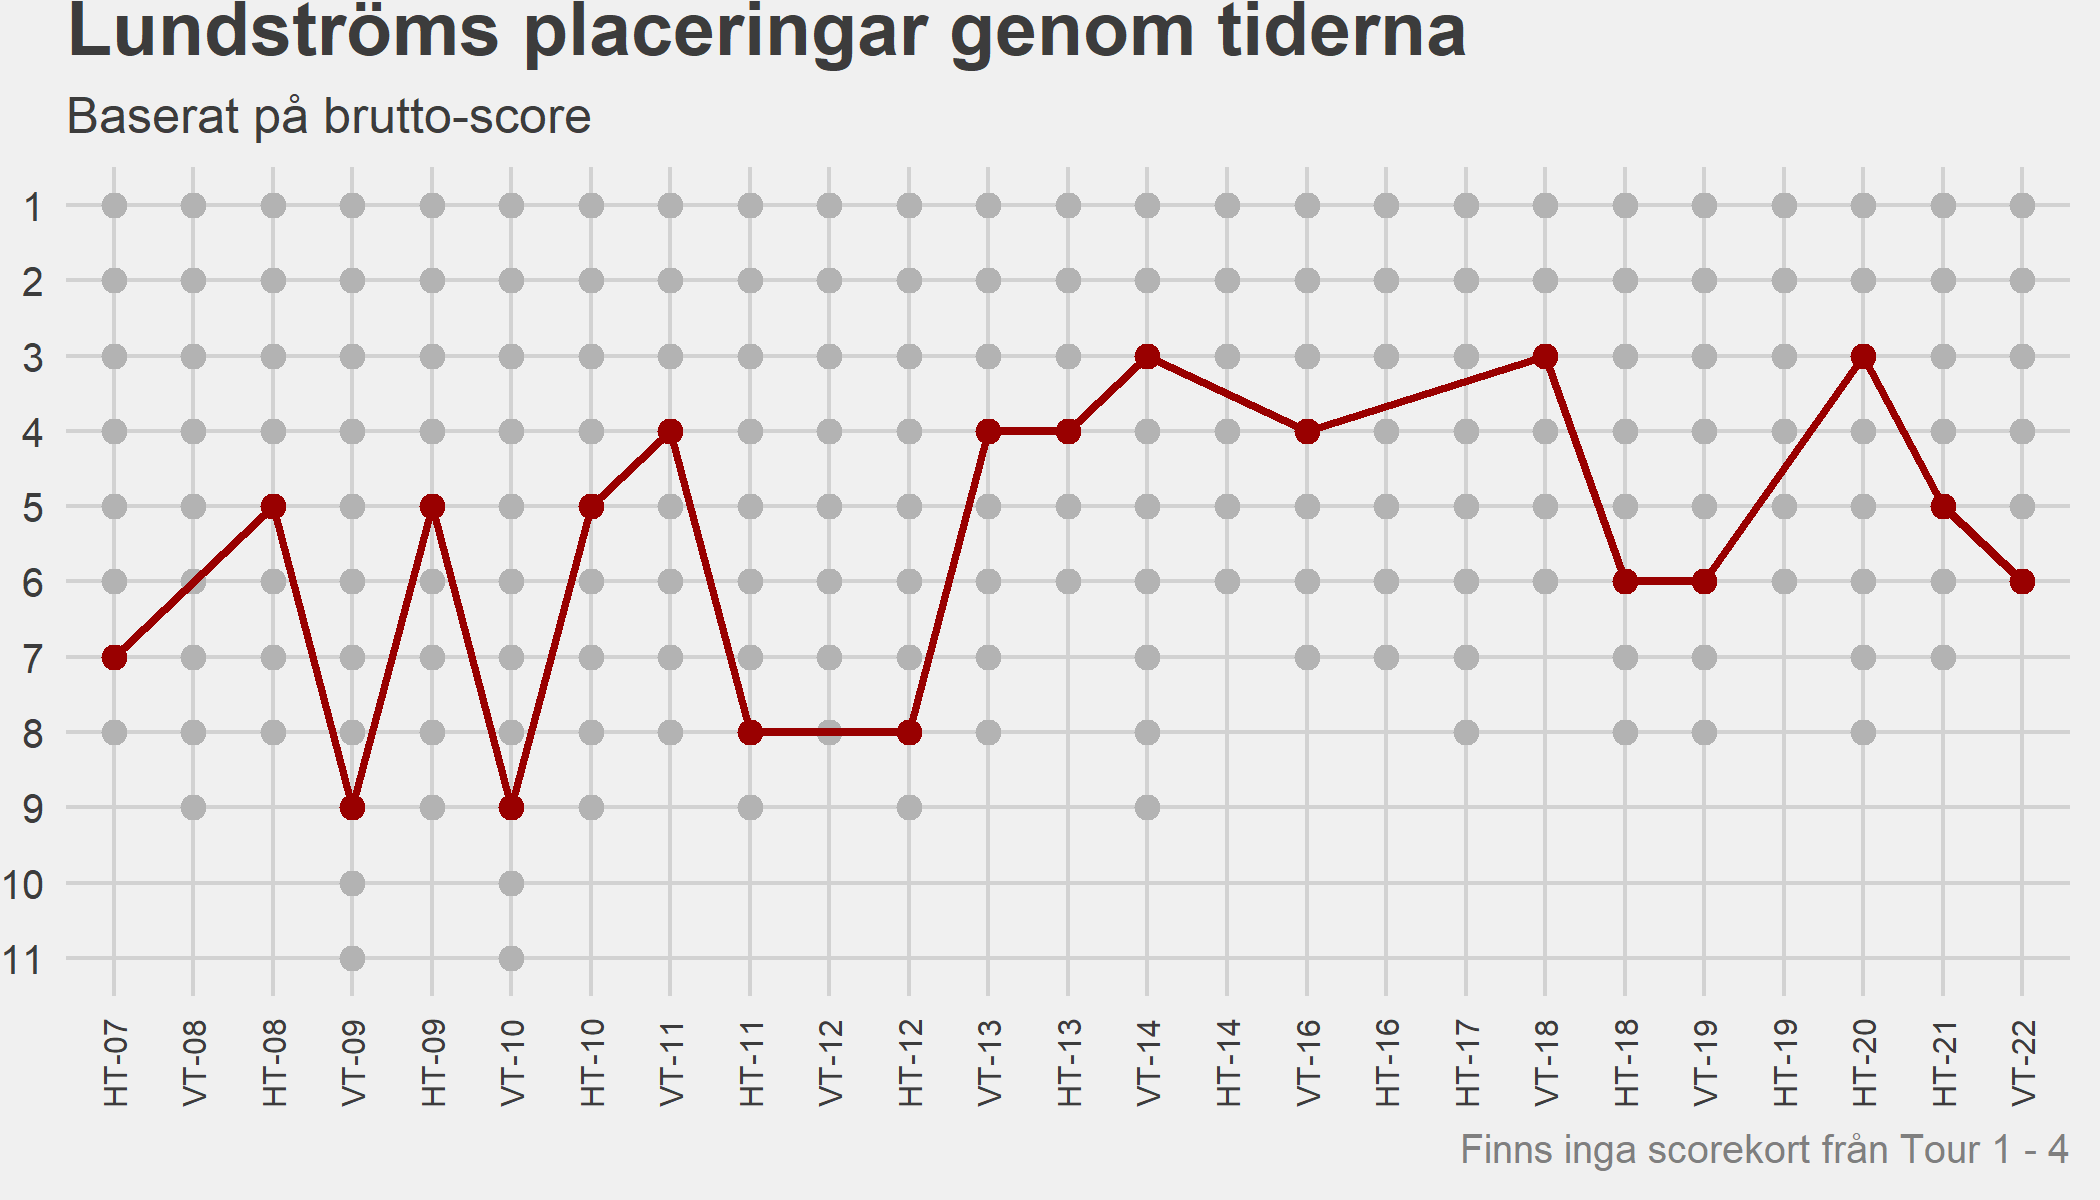 Lundströms placeringar genom tiderna
Baserat på brutto-score
1
2
3
4
5
6
7
8
9
10
11
HT-07
VT-08
HT-08
VT-09
HT-09
VT-10
HT-10
VT-11
HT-11
VT-12
HT-12
VT-13
HT-13
VT-14
HT-14
VT-16
HT-16
HT-17
VT-18
HT-18
VT-19
HT-19
HT-20
HT-21
VT-22
Finns inga scorekort från Tour 1 - 4